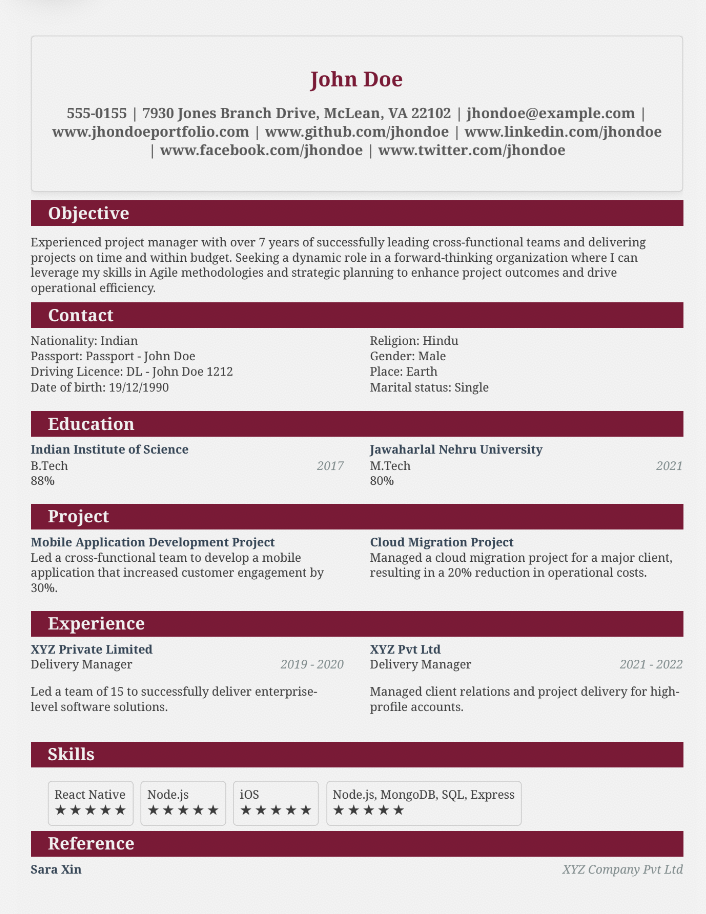 John Doe
555-0155 | 7930 Jones Branch Drive, McLean, VA 22102 | jhondoe@example.com |
www.jhondoeportfolio.com | www.github.com/jhondoe | www.linkedin.com/jhondoe
| www.facebook.com/jhondoe | www.twitter.com/jhondoe
Objective
Experienced project manager with over 7 years of successfully leading cross-functional teams and delivering
projects on time and within budget. Seeking a dynamic role in a forward-thinking organization where I can
leverage my skills in Agile methodologies and strategic planning to enhance project outcomes and drive
operational efficiency.
Contact
Nationality: Indian
Passport: Passport - John Doe
Driving Licence: DL - John Doe 1212
Date of birth: 19/12/1990
Religion: Hindu
Gender: Male
Place: Earth
Marital status: Single
Education
Indian Institute of Science
B.Tech 2017
88%
Jawaharlal Nehru University
M.Tech 2021
80%
Project
Mobile Application Development Project
Led a cross-functional team to develop a mobile
application that increased customer engagement by
30%.
Cloud Migration Project
Managed a cloud migration project for a major client,
resulting in a 20% reduction in operational costs.
Experience
XYZ Private Limited
Delivery Manager 2019 - 2020
Led a team of 15 to successfully deliver enterprise-
level software solutions.
XYZ Pvt Ltd
Delivery Manager 2021 - 2022
Managed client relations and project delivery for high-
profile accounts.
Skills
React Native
★★★★★
Node.js
★★★★★
iOS
★★★★★
Node.js, MongoDB, SQL, Express
★★★★★
Reference
Sara Xin XYZ Company Pvt Ltd